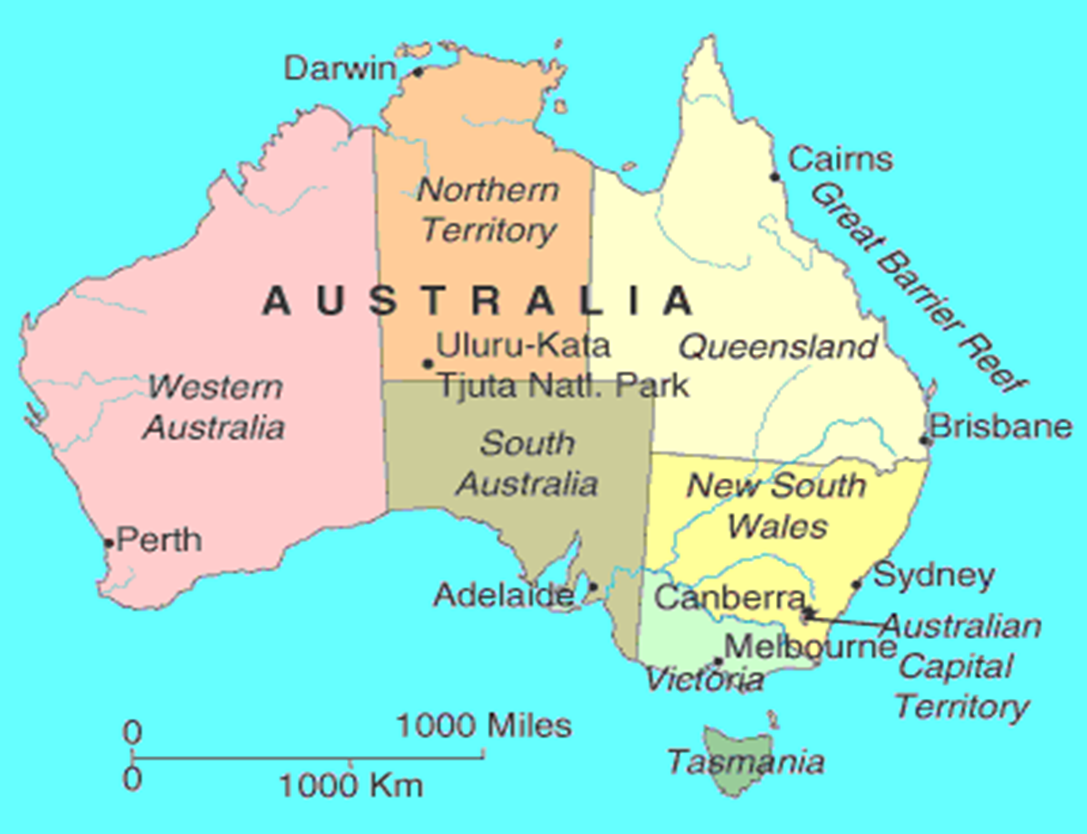 Darwin
Cairns
Great Barrier Reef
Northern
Territory
AUSTRALIA
Uluru-Kata
Tjuta Natl. Park
Queensland
Western
Australia
South
Australia
Brisbane
New South
Wales
Perth
Adelaide
Sydney
Canberra
Australian
Capital
Territory
Melbourne
Victoria
Tasmania
0
1000 Miles
0
1000 Km